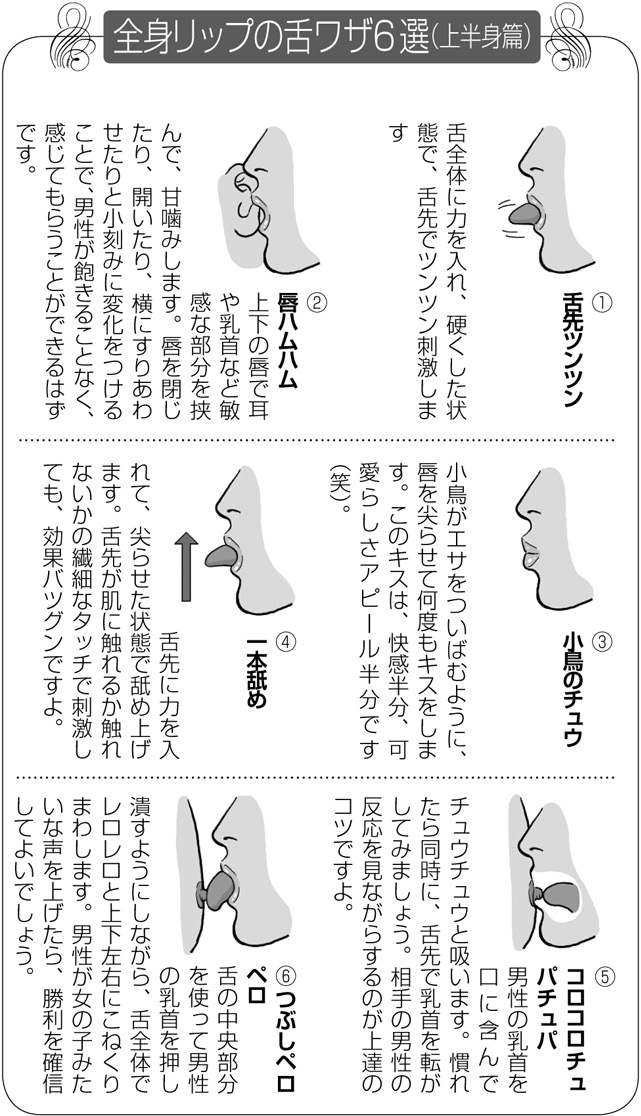 全身リップの舌ワザ6選(上半身篇)
①
舌先ツンツン
舌全体に力を入れ、硬くした状
態で、舌先でツンツン刺激しま
す
②
唇ハムハム
上下の唇で耳
や乳首など敏
感な部分を挟
んで、甘噛みします。唇を閉じ
たり、開いたり、横にすりあわ
せたりと小刻みに変化をつける
ことで、男性が飽きることなく、
感じてもらうことができるはず
です。
③
小鳥のチュウ
小鳥がエサをついばむように、
唇を尖らせて何度もキスをしま
す。このキスは、快感半分、可
愛らしさアピール半分です
(笑)。
④
一本舐め
舌先に力を入
れて、尖らせた状態で舐め上げ
ます。舌先が肌に触れるか触れ
ないかの繊細なタッチで刺激し
ても、効果バツグンですよ。
⑤
コロコロチュ
パチュパ
男性の乳首を
口に含んで
チュウチュウと吸います。慣れ
たら同時に、舌先で乳首を転が
してみましょう。相手の男性の
反応を見ながらするのが上達の
コツですよ。
⑥つぶしペロ
ペロ
舌の中央部分
を使って男性
の乳首を押し
潰すようにしながら、舌全体で
レロレロと上下左右にこねくり
まわします。男性が女の子みた
いな声を上げたら、勝利を確信
してよいでしょう。